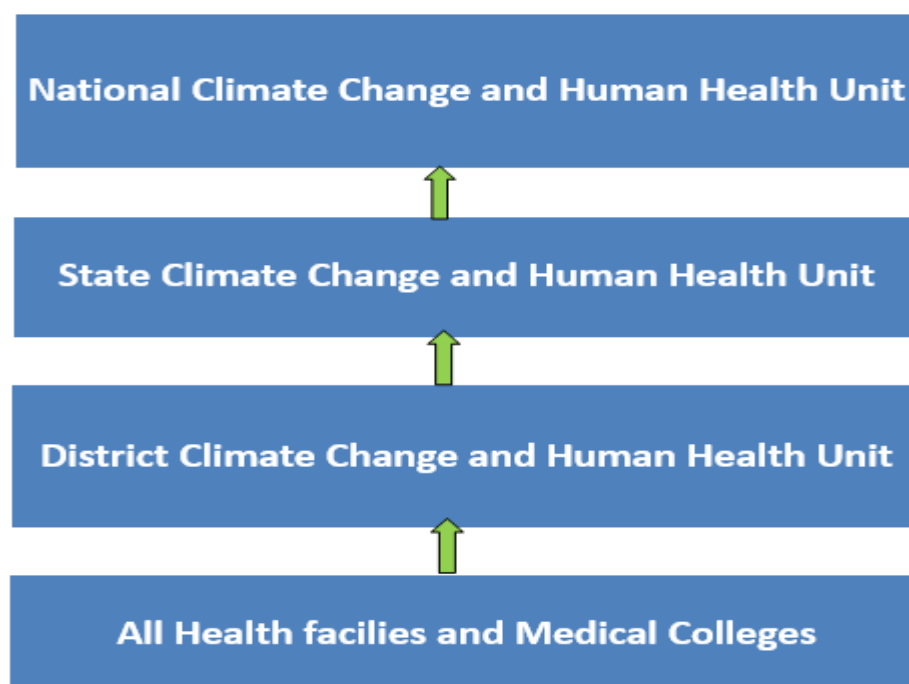 National Climate Change and Human Health Unit
State Climate Change and Human Health Unit
District Climate Change and Human Health Unit
All Health facilies and Medical Colleges